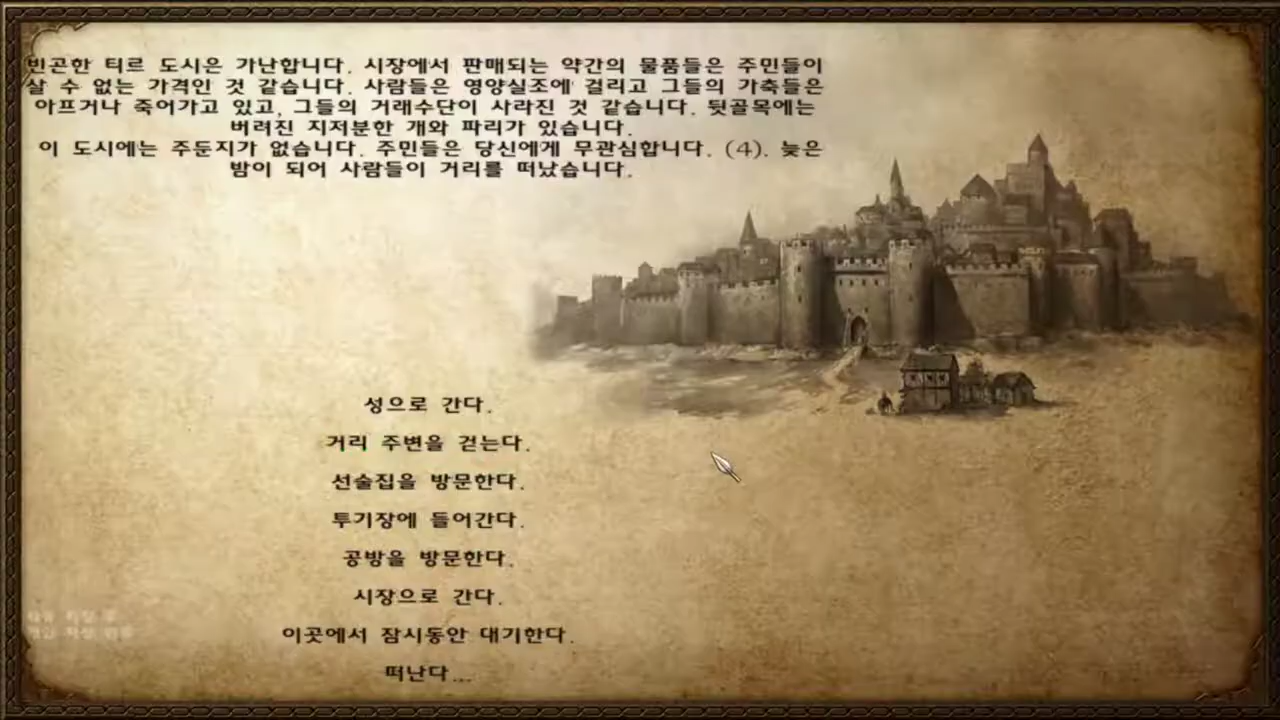 빈곤한 티르 도시은 가난합니다. 시장에서 판매되는 약간의 물품들은 주민들이
살 수 없는 가격인 것 같습니다. 사람들은 영양실조에 걸리고 그들의 가축들은
아프거나 죽어가고 있고, 그들의 거래수단이 사라진 것 같습니다. 뒷골목에는
버려진 지저분한 개와 파리가 있습니다.
이 도시에는 주둔지가 없습니다. 주민들은 당신에게 무관심합니다. (4). 늦은
밤이 되어 사람들이 거리를 떠났습니다.
성으로 간다.
거리 주변을 걷는다.
선술집을 방문한다.
투기장에 들어간다.
공방을 방문한다.
시장으로 간다.
이곳에서 잠시동안 대기한다.
떠난다...